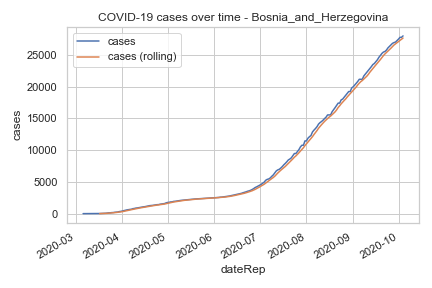 COVID-19 cases over time - Bosnia_and_Herzegovina
cases
cases (rolling)
cases
25000
20000
15000
10000
5000
0
2020-03
2020-04
2020-05
2020-06
2020-07
2020-08
2020-09
2020-10
dateRep